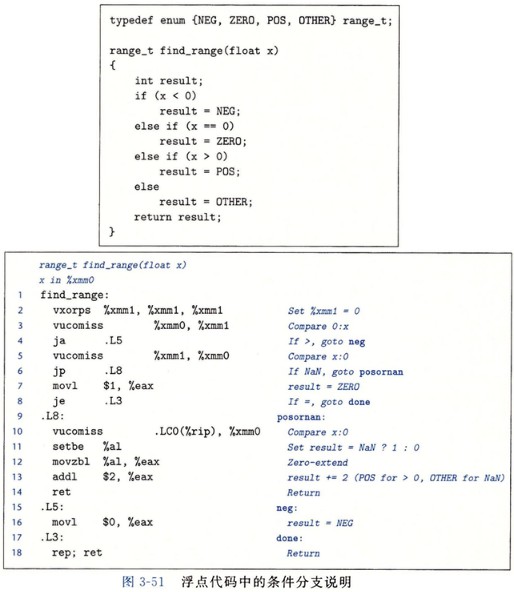 typedef enum {NEG, ZERO, POS, OTHER} range_t;
range_t find_range(float x)
{
    int result;
    if (x < 0)
        result = NEG;
    else if (x == 0)
        result = ZERO;
    else if (x > 0)
        result = POS;
    else
        result = OTHER;
    return result;
}
range_t find_range(float x)
x in %xmm0
1 find_range:
2 vxorps %xmm1, %xmm1, %xmm1 Set %xmm1 = 0
3 vucomiss %xmm0, %xmm1 Compare 0:x
4 ja .L5 If >, goto neg
5 vucomiss %xmm1, %xmm0 Compare x:0
6 jp .L8 If NaN, goto posornan
7 movl $1, %eax result = ZERO
8 je .L3 If =, goto done
9 .L8: posornan:
10 vucomiss .LC0(%rip), %xmm0 Compare x:0
11 setbe %al Set result = NaN ? 1 : 0
12 movzbl %al, %eax Zero-extend
13 addl $2, %eax result += 2 (POS for > 0, OTHER for NaN)
14 ret Return
15 .L5: neg:
16 movl $0, %eax result = NEG
17 .L3: done:
18 rep; ret Return
图 3-51 浮点代码中的条件分支说明